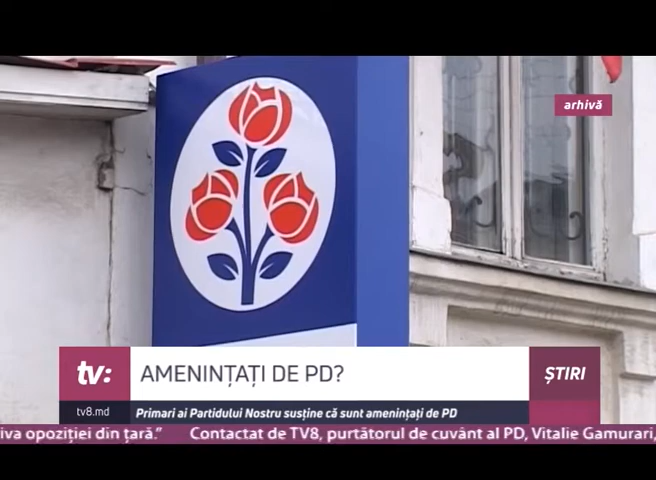 arhivă
tv:
AMENINȚAȚI DE PD?
ȘTIRI
tv8.md
Primari ai Partidului Nostru susține că sunt amenințați de PD
iva opoziției din țară.” Contactat de TV8, purtătorul de cuvânt al PD, Vitalie Gamurari,